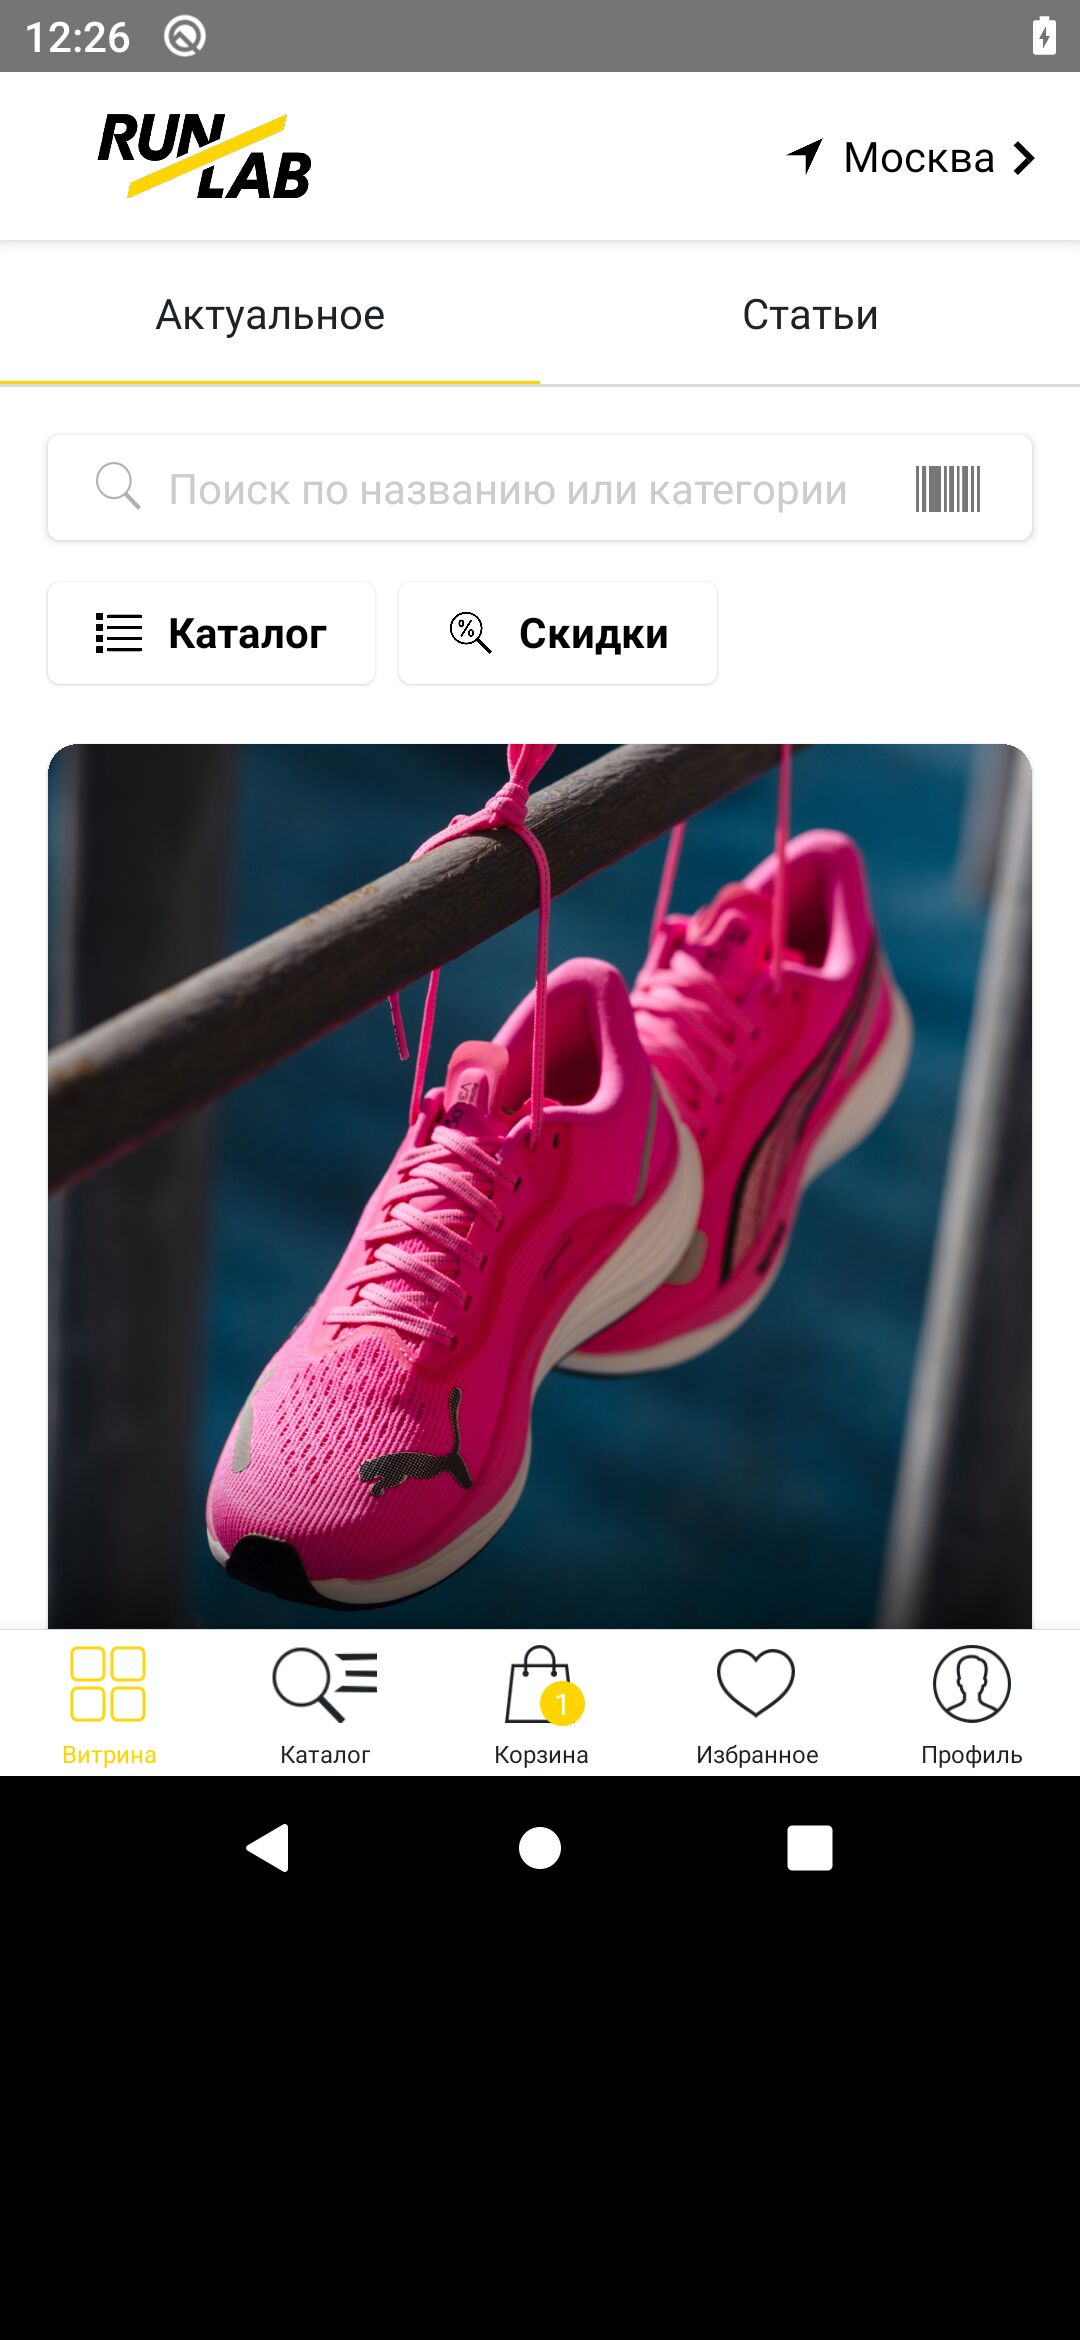 12:26
RUN
LAB
Москва
Актуальное
Статьи
Поиск по названию или категории
Каталог
Скидки
1
Витрина
Каталог
Корзина
Избранное
Профиль